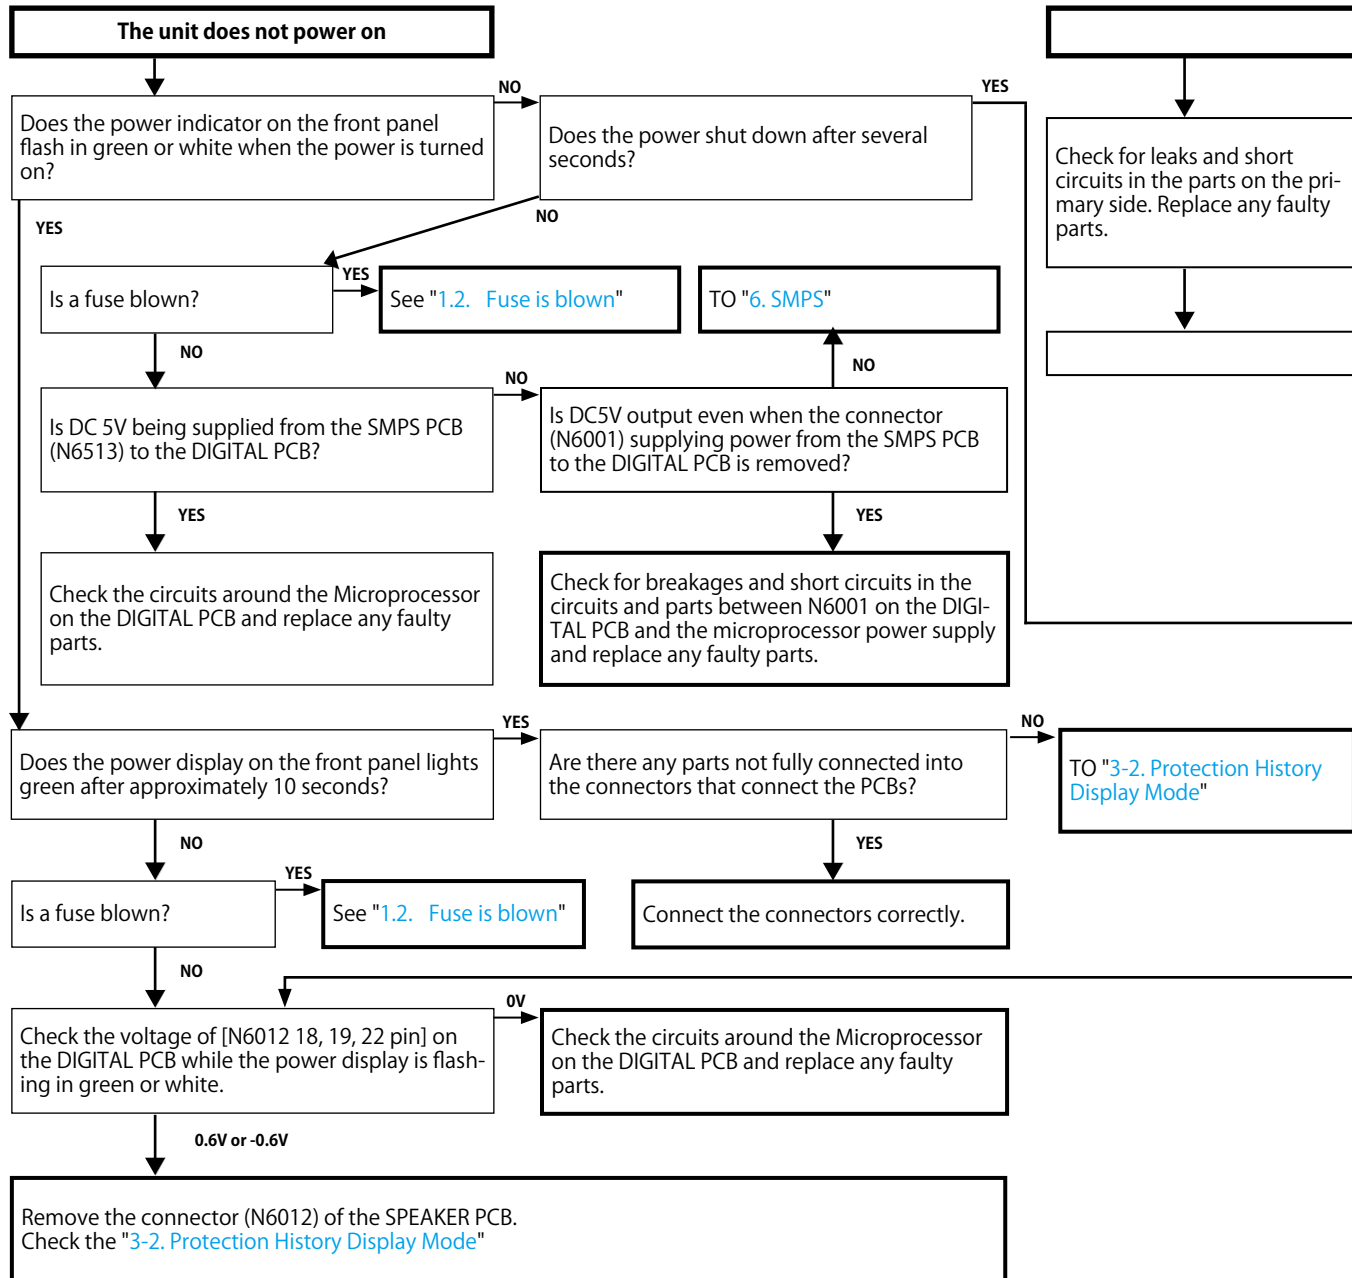 The unit does not power on
NO
YES
Does the power indicator on the front panel
flash in green or white when the power is turned
on?
Does the power shut down after several
seconds?
Check for leaks and short
circuits in the parts on the pri-
mary side. Replace any faulty
parts.
YES
NO
Is a fuse blown?
YES
See "1.2. Fuse is blown"
TO "6. SMPS"
NO
NO
NO
Is DC 5V being supplied from the SMPS PCB
(N6513) to the DIGITAL PCB?
Is DC5V output even when the connector
(N6001) supplying power from the SMPS PCB
to the DIGITAL PCB is removed?
YES
YES
Check the circuits around the Microprocessor
on the DIGITAL PCB and replace any faulty
parts.
Check for breakages and short circuits in the
circuits and parts between N6001 on the DIGI-
TAL PCB and the microprocessor power supply
and replace any faulty parts.
YES
NO
Does the power display on the front panel lights
green after approximately 10 seconds?
Are there any parts not fully connected into
the connectors that connect the PCBs?
TO "3-2. Protection History
Display Mode"
NO
YES
Is a fuse blown?
YES
See "1.2. Fuse is blown"
Connect the connectors correctly.
NO
0V
Check the voltage of [N6012 18, 19, 22 pin] on
the DIGITAL PCB while the power display is flash-
ing in green or white.
Check the circuits around the Microprocessor
on the DIGITAL PCB and replace any faulty
parts.
0.6V or -0.6V
Remove the connector (N6012) of the SPEAKER PCB.
Check the "3-2. Protection History Display Mode"